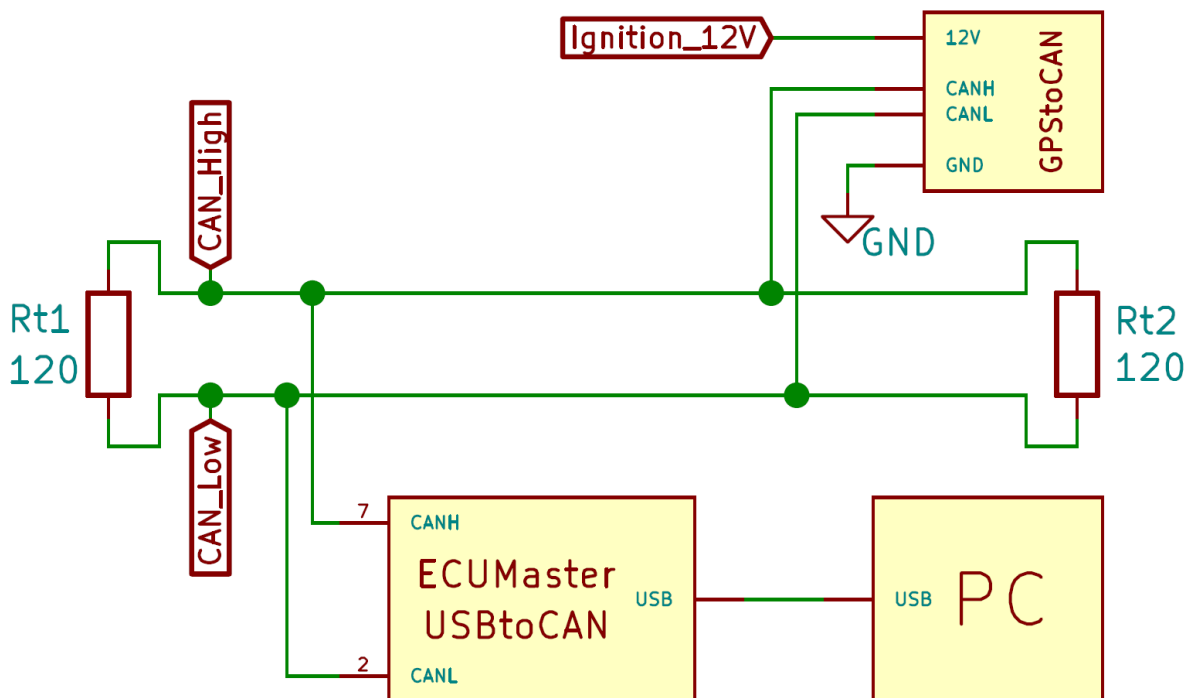 Ignition_12V
12V
CANH
CANL
GND
GPStoCAN
GND
CAN_High
Rt1
120
Rt2
120
CAN_Low
7
CANH
ECUMaster
USBtoCAN
USB
2
CANL
USB
PC